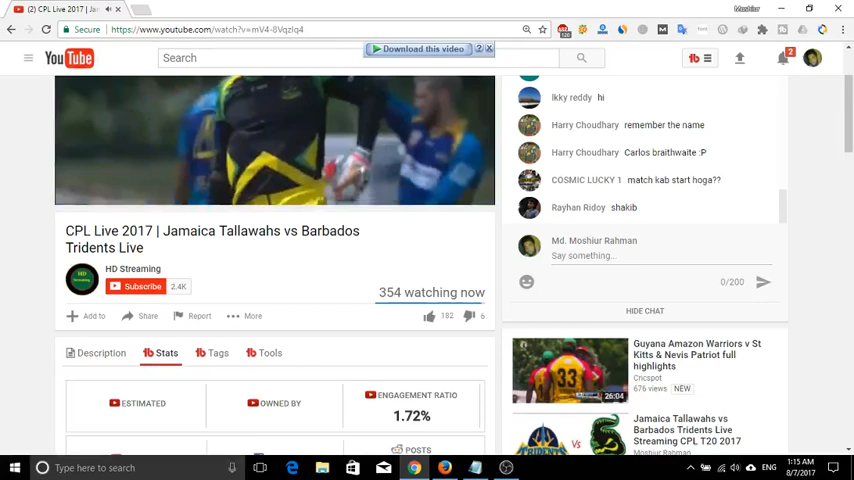 (2) CPL Live 2017 | Jam
Moshiur
Secure
https://www.youtube.com/watch?v=mV4-8VqzIq4
YouTube
Search
Download this video
2
Ikky reddy hi
Harry Choudhary remember the name
Harry Choudhary Carlos braithwaite :P
COSMIC LUCKY 1 match kab start hoga??
Rayhan Ridoy shakib
Md. Moshiur Rahman
Say something...
0/200
HIDE CHAT
CPL Live 2017 | Jamaica Tallawahs vs Barbados
Tridents Live
HD Streaming
Subscribe 2.4K
354 watching now
Add to Share Report More 182 6
Description Stats Tags Tools
ESTIMATED
OWNED BY
ENGAGEMENT RATIO
1.72%
POSTS
Guyana Amazon Warriors v St
Kitts & Nevis Patriot full
highlights
Cricspot
676 views NEW
33
26:04
Jamaica Tallawahs vs
Barbados Tridents Live
Streaming CPL T20 2017
Moshiur Rahman
Vs
Type here to search
ENG
1:15 AM
8/7/2017